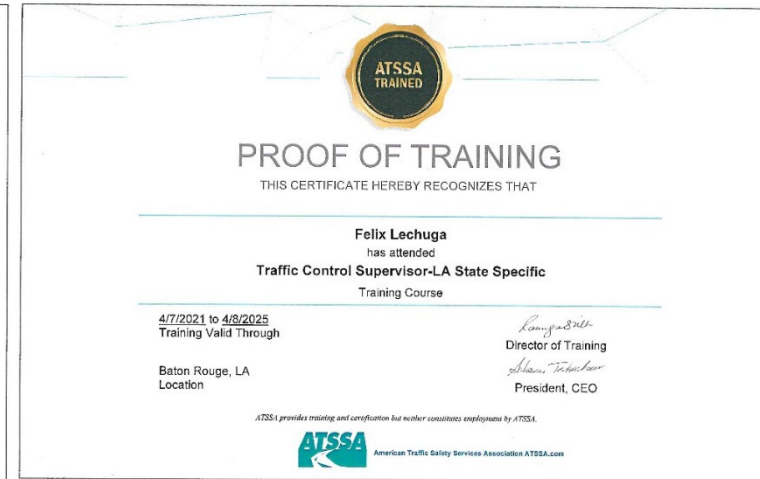 ATSSA
TRAINED
PROOF OF TRAINING
THIS CERTIFICATE HEREBY RECOGNIZES THAT
Felix Lechuga
has attended
Traffic Control Supervisor-LA State Specific
Training Course
4/7/2021 to 4/8/2025
Training Valid Through
Director of Training
Baton Rouge, LA
Location
President, CEO
ATSSA provides training and certification but neither constitutes employment by ATSSA.
ATSSA
American Traffic Safety Services Association ATSSA.com